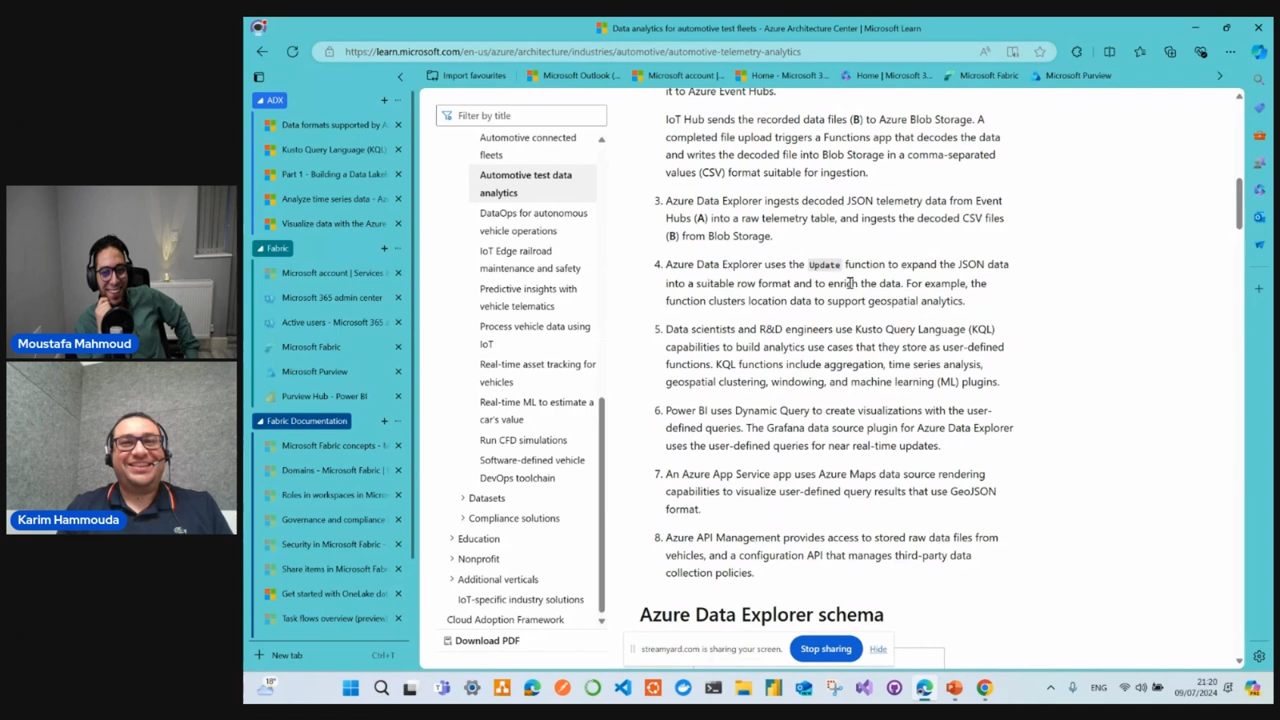 Data analytics for automotive test fleets - Azure Architecture Center | Microsoft Learn
https://learn.microsoft.com/en-us/azure/architecture/industries/automotive/automotive-telemetry-analytics
Import favourites
Microsoft Outlook (...
Microsoft account |...
Home - Microsoft 3...
Home | Microsoft 3...
Microsoft Fabric
Microsoft Purview
ADX
Data formats supported by A
Kusto Query Language (KQL)
Part 1 - Building a Data Lake
Analyze time series data - Az
Visualize data with the Azure
Fabric
Microsoft account | Services
Microsoft 365 admin center
Active users - Microsoft 365
Microsoft Fabric
Microsoft Purview
Purview Hub - Power BI
Fabric Documentation
Microsoft Fabric concepts - M
Domains - Microsoft Fabric |
Roles in workspaces in Micro
Governance and compliance
Security in Microsoft Fabric -
Share items in Microsoft Fab
Get started with OneLake da
Task flows overview (preview)
New tab
Ctrl+T
Filter by title
Automotive connected
fleets
Automotive test data
analytics
DataOps for autonomous
vehicle operations
IoT Edge railroad
maintenance and safety
Predictive insights with
vehicle telematics
Process vehicle data using
IoT
Real-time asset tracking for
vehicles
Real-time ML to estimate a
car's value
Run CFD simulations
Software-defined vehicle
DevOps toolchain
Datasets
Compliance solutions
Education
Nonprofit
Additional verticals
IoT-specific industry solutions
Cloud Adoption Framework
Download PDF
it to Azure Event Hubs.
IoT Hub sends the recorded data files (B) to Azure Blob Storage. A
completed file upload triggers a Functions app that decodes the data
and writes the decoded file into Blob Storage in a comma-separated
values (CSV) format suitable for ingestion.
3. Azure Data Explorer ingests decoded JSON telemetry data from Event
Hubs (A) into a raw telemetry table, and ingests the decoded CSV files
(B) from Blob Storage.
4. Azure Data Explorer uses the Update function to expand the JSON data
into a suitable row format and to enrich the data. For example, the
function clusters location data to support geospatial analytics.
5. Data scientists and R&D engineers use Kusto Query Language (KQL)
capabilities to build analytics use cases that they store as user-defined
functions. KQL functions include aggregation, time series analysis,
geospatial clustering, windowing, and machine learning (ML) plugins.
6. Power BI uses Dynamic Query to create visualizations with the user-
defined queries. The Grafana data source plugin for Azure Data Explorer
uses the user-defined queries for near real-time updates.
7. An Azure App Service app uses Azure Maps data source rendering
capabilities to visualize user-defined query results that use GeoJSON
format.
8. Azure API Management provides access to stored raw data files from
vehicles, and a configuration API that manages third-party data
collection policies.
Azure Data Explorer schema
streamyard.com is sharing your screen.
Stop sharing
Hide
Moustafa Mahmoud
Karim Hammouda
18°
ENG
21:20
09/07/2024